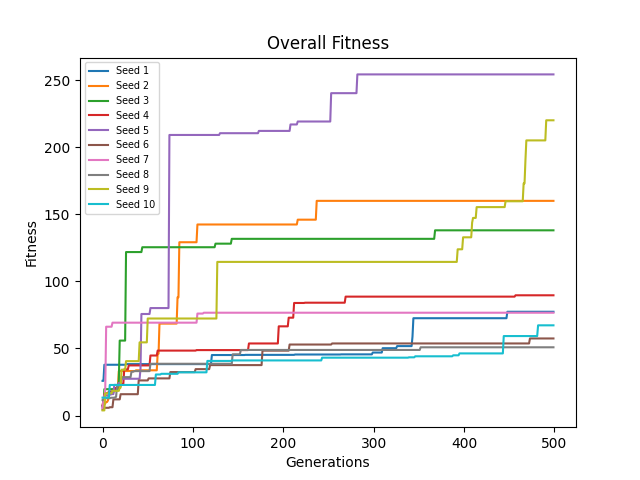 Overall Fitness
Seed 1
Seed 2
Seed 3
Seed 4
Seed 5
Seed 6
Seed 7
Seed 8
Seed 9
Seed 10
Fitness
250
200
150
100
50
0
0 100 200 300 400 500
Generations